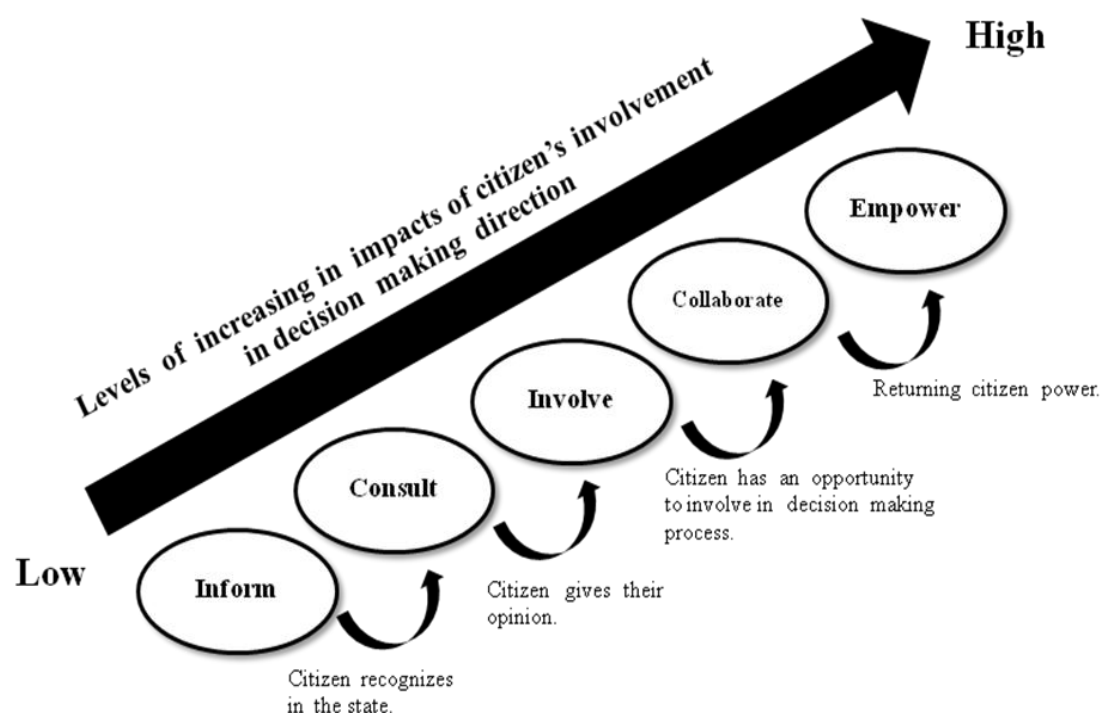 High
Levels of increasing in impacts of citizen’s involvement
in decision making direction
Empower
Collaborate
Returning citizen power.
Involve
Citizen has an opportunity
to involve in decision making
process.
Consult
Citizen gives their
opinion.
Low
Inform
Citizen recognizes
in the state.